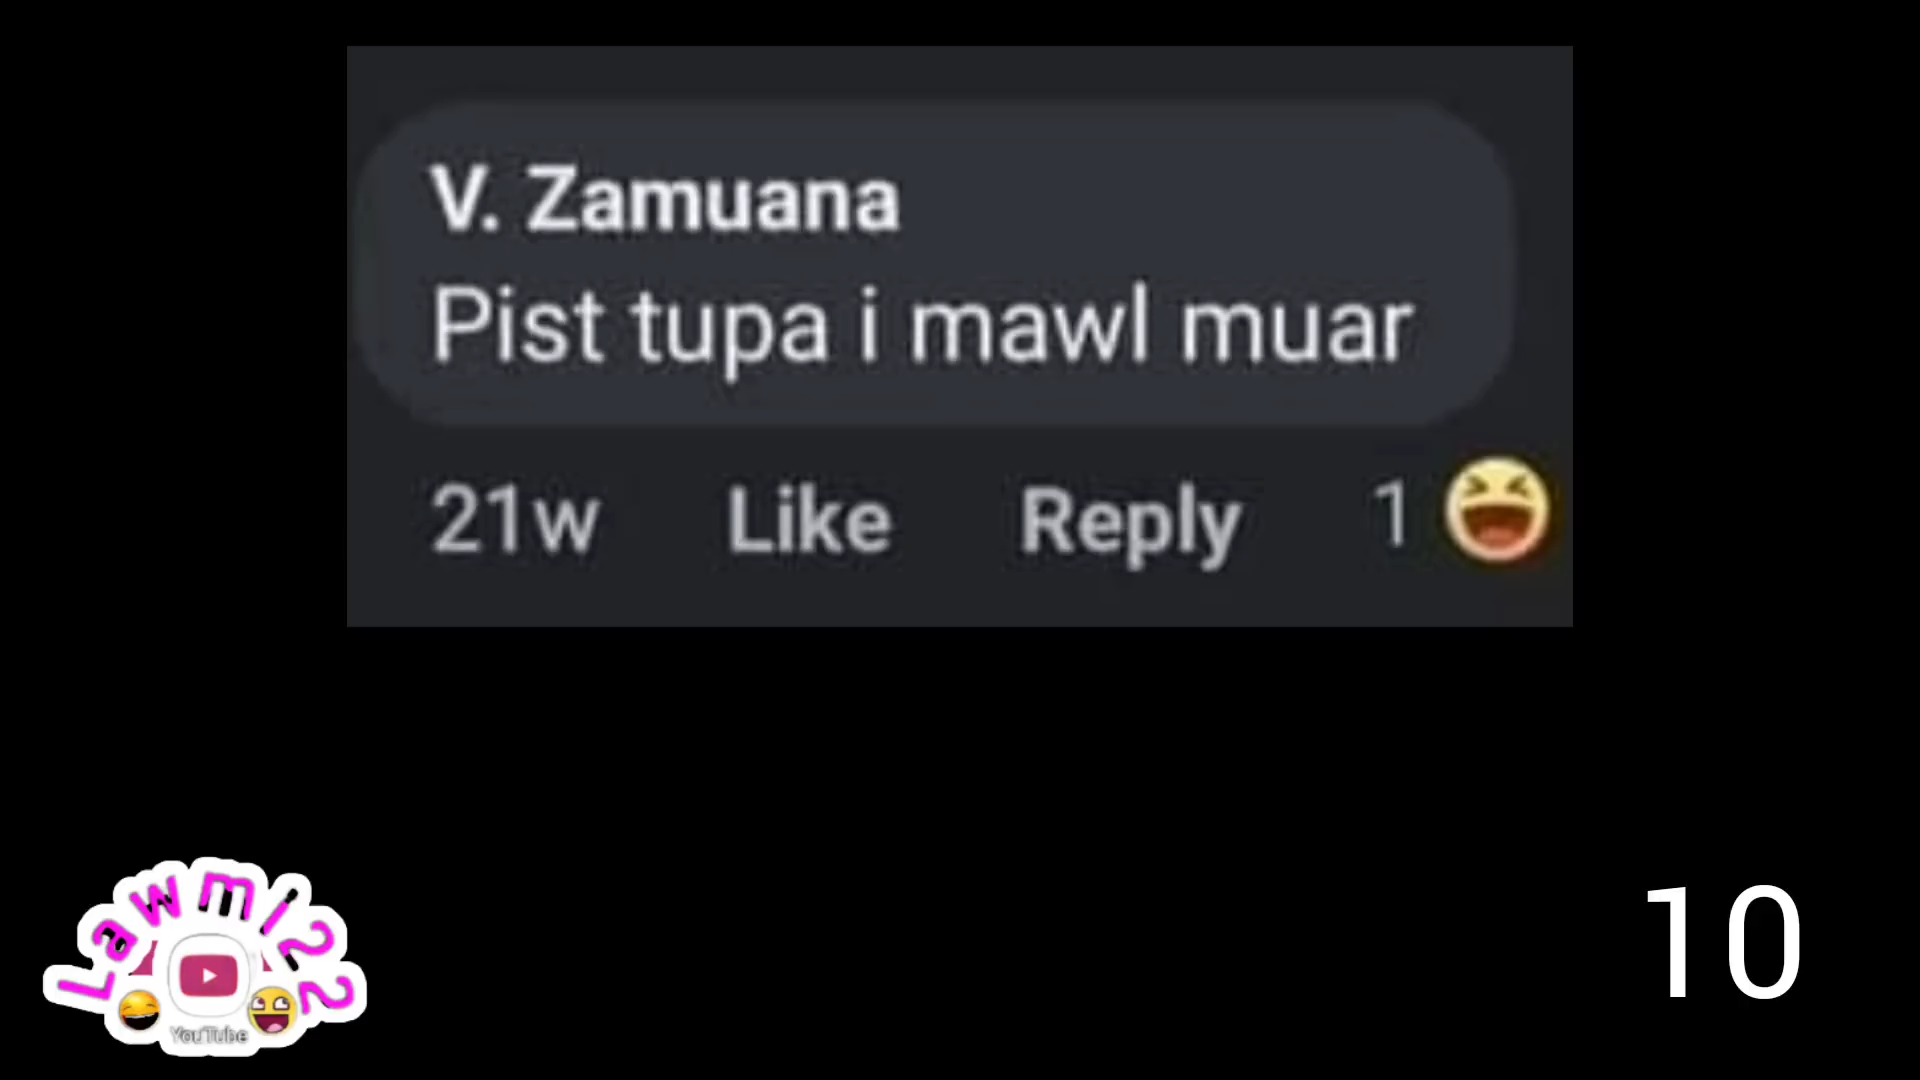 V. Zamuana
Pist tupa i mawl muar
21w Like Reply 1
Lawmi22
YouTube
10